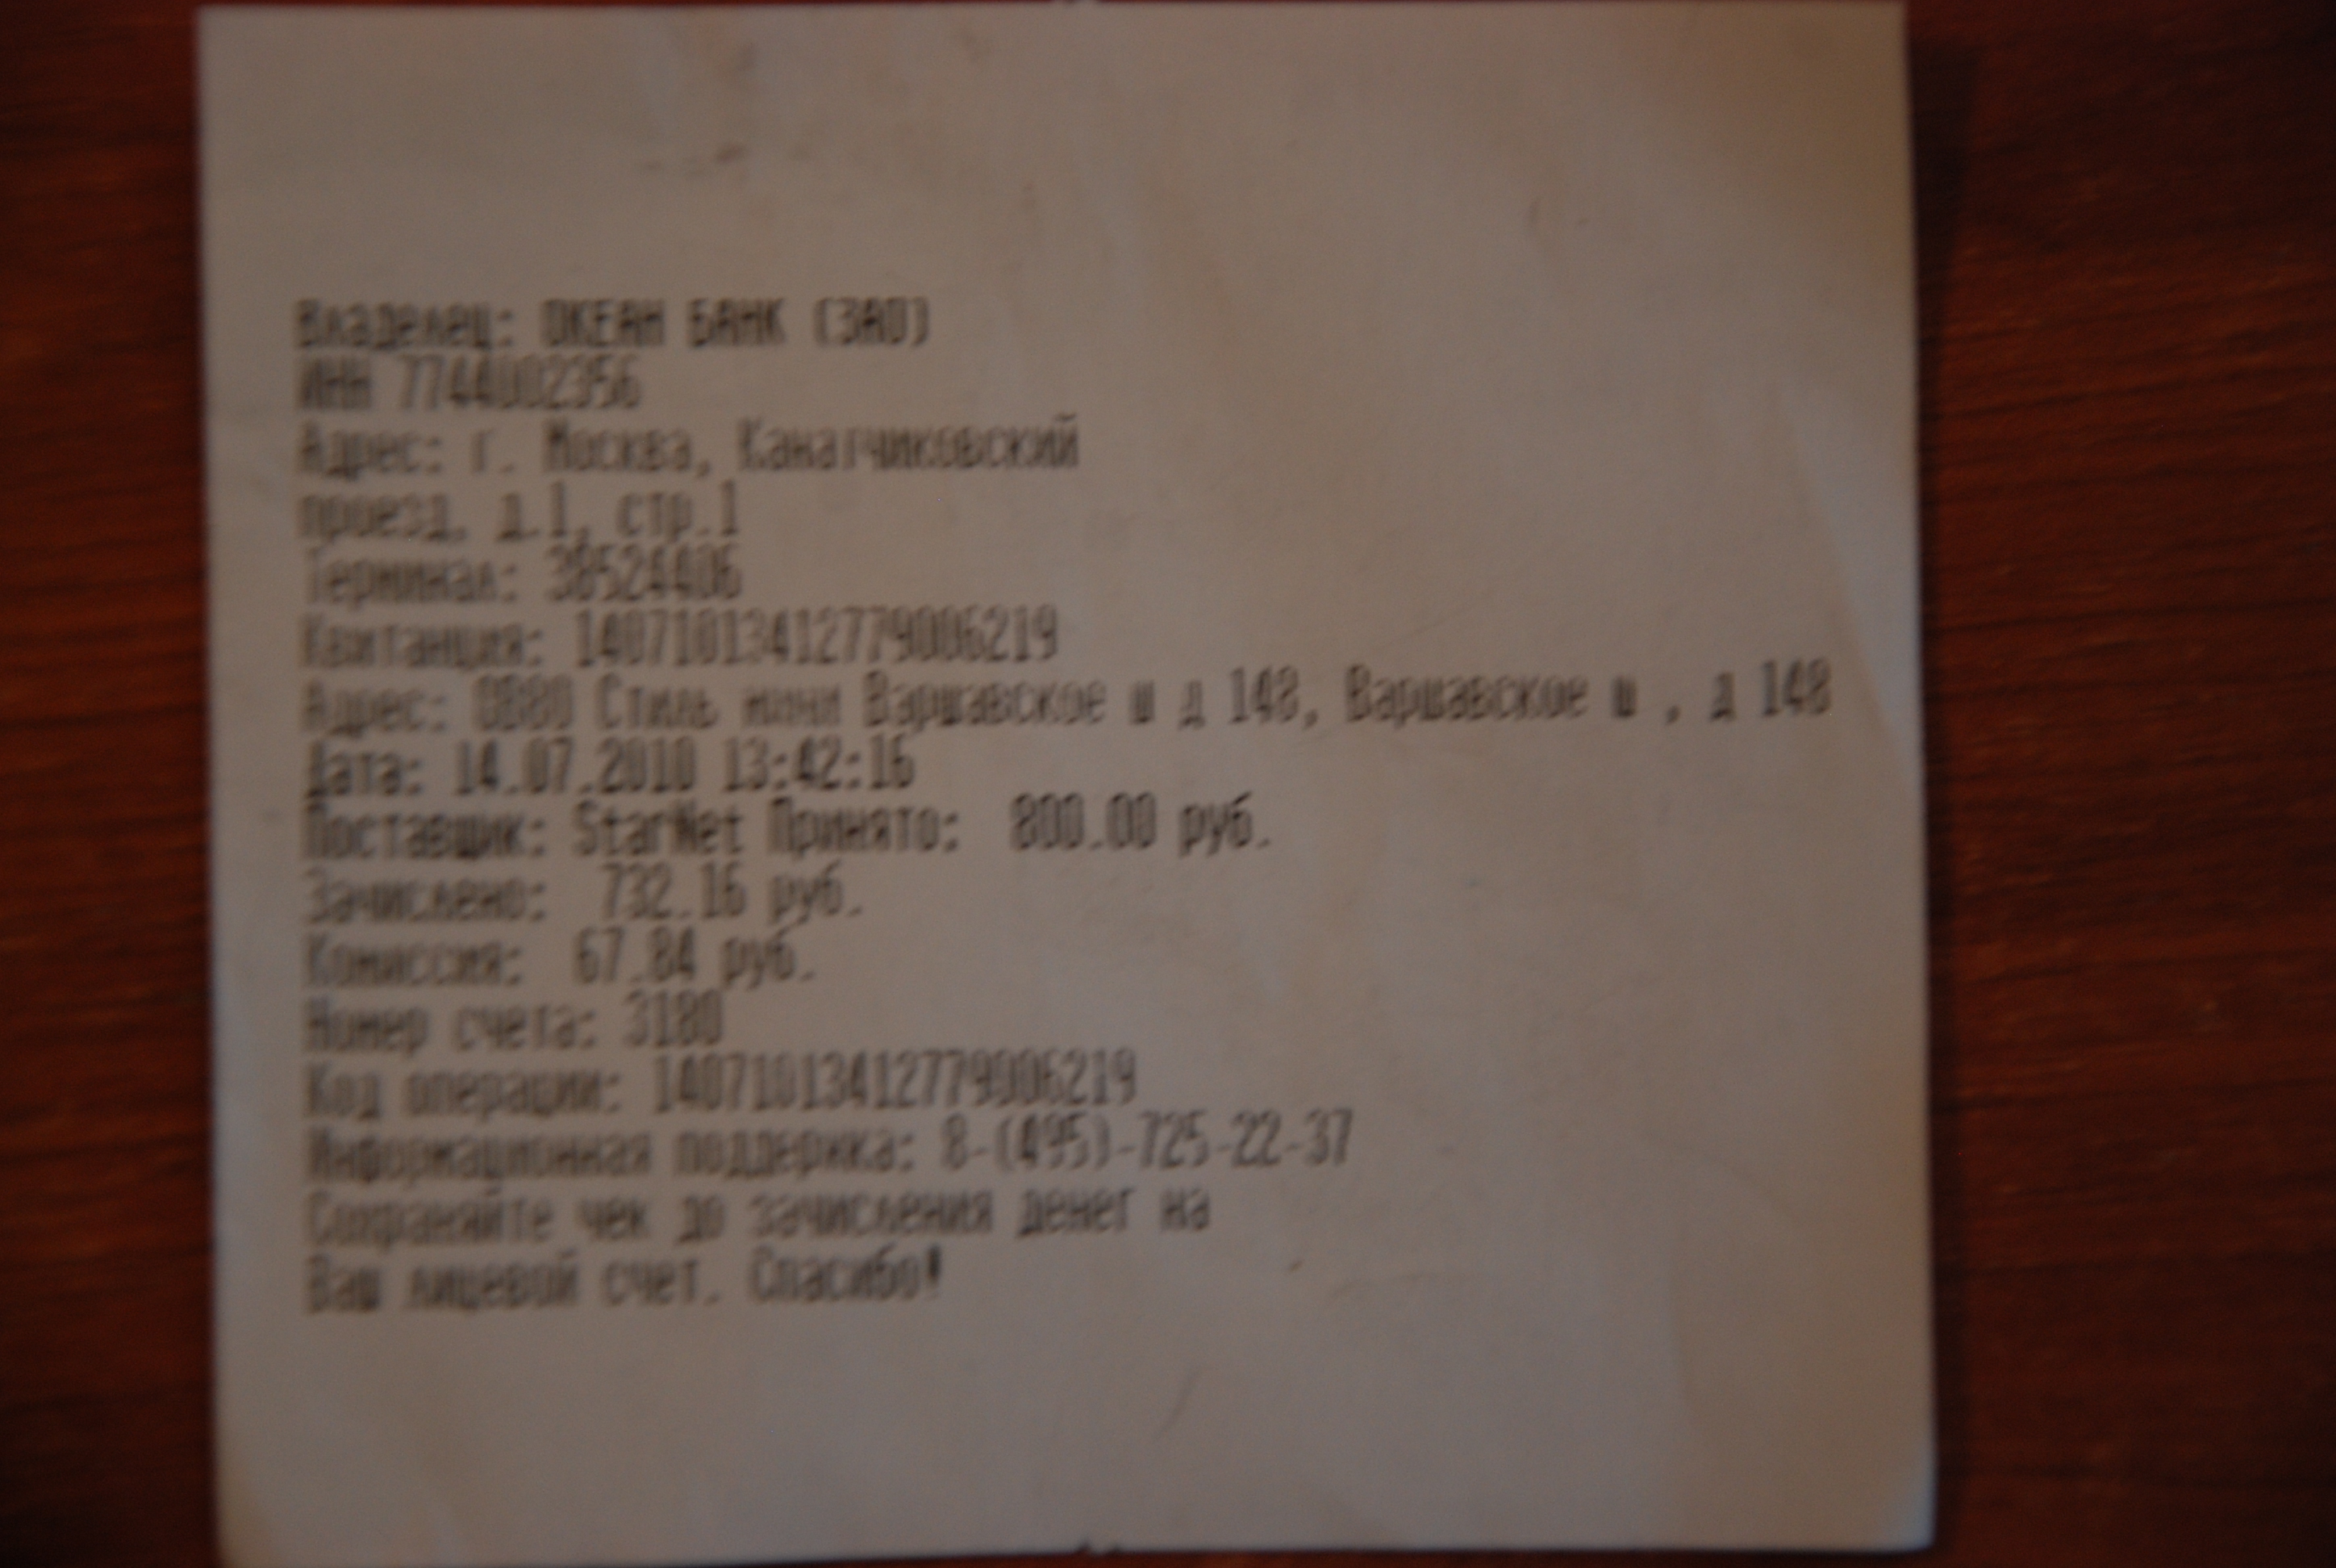 Владелец: ОКЕАН БАНК (ЗАО)
ИНН 7744002356
Адрес: г. Москва, Канатчиковский
проезд, д.1, стр.1
Терминал: 38524406
Квитанция: 14071013412779006219
Адрес: 0880 Стиль мини Варшавское ш д 148, Варшавское ш , д 148
Дата: 14.07.2010 13:42:16
Поставщик: StarNet Принято: 800.00 руб.
Зачислено: 732.16 руб.
Комиссия: 67.84 руб.
Номер счета: 3180
Код операции: 14071013412779006219
Информационная поддержка: 8-(495)-725-22-37
Сохраняйте чек до зачисления денег на
Ваш лицевой счет. Спасибо!